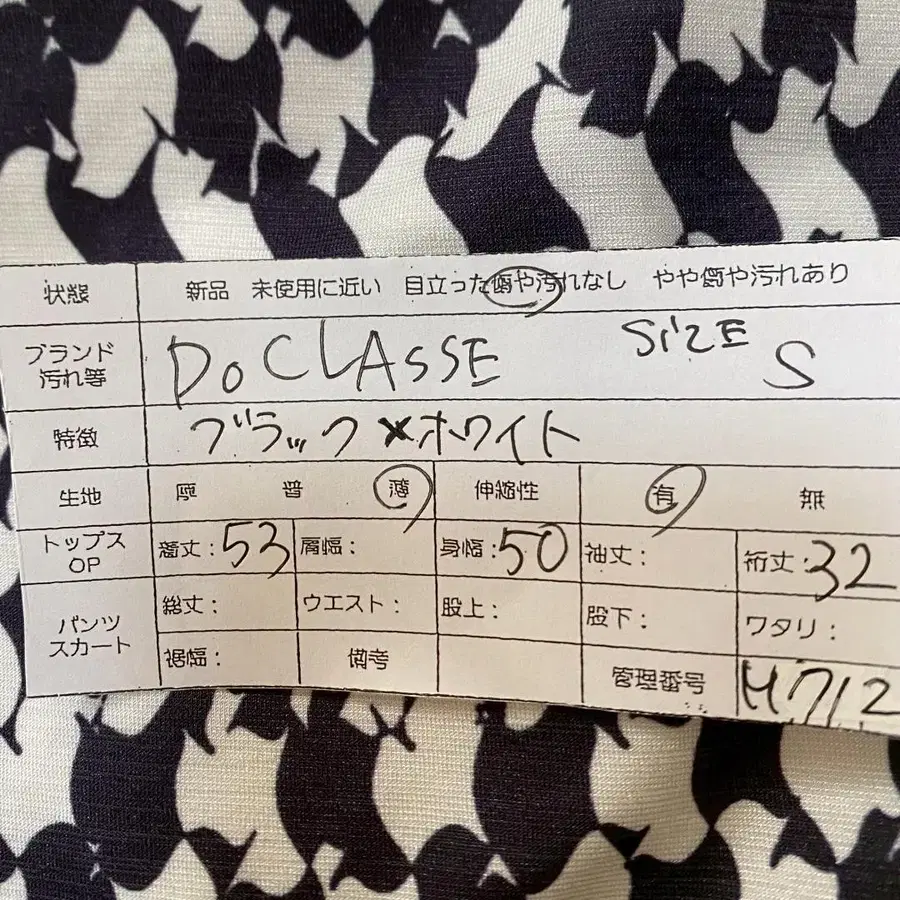 状態 新品 未使用に近い 目立った傷や汚れなし やや傷や汚れあり
ブランド 汚れ等 DoCLASSE SiZE S
特徴 ブラック×ホワイト
生地 厚 普 薄 伸縮性 有 無
トップス OP 着丈:53 肩幅: 身幅:50 袖丈: 裄丈:32
パンツ スカート 総丈: ウエスト: 股上: 股下: ワタリ:
裾幅: 備考 管理番号 H712